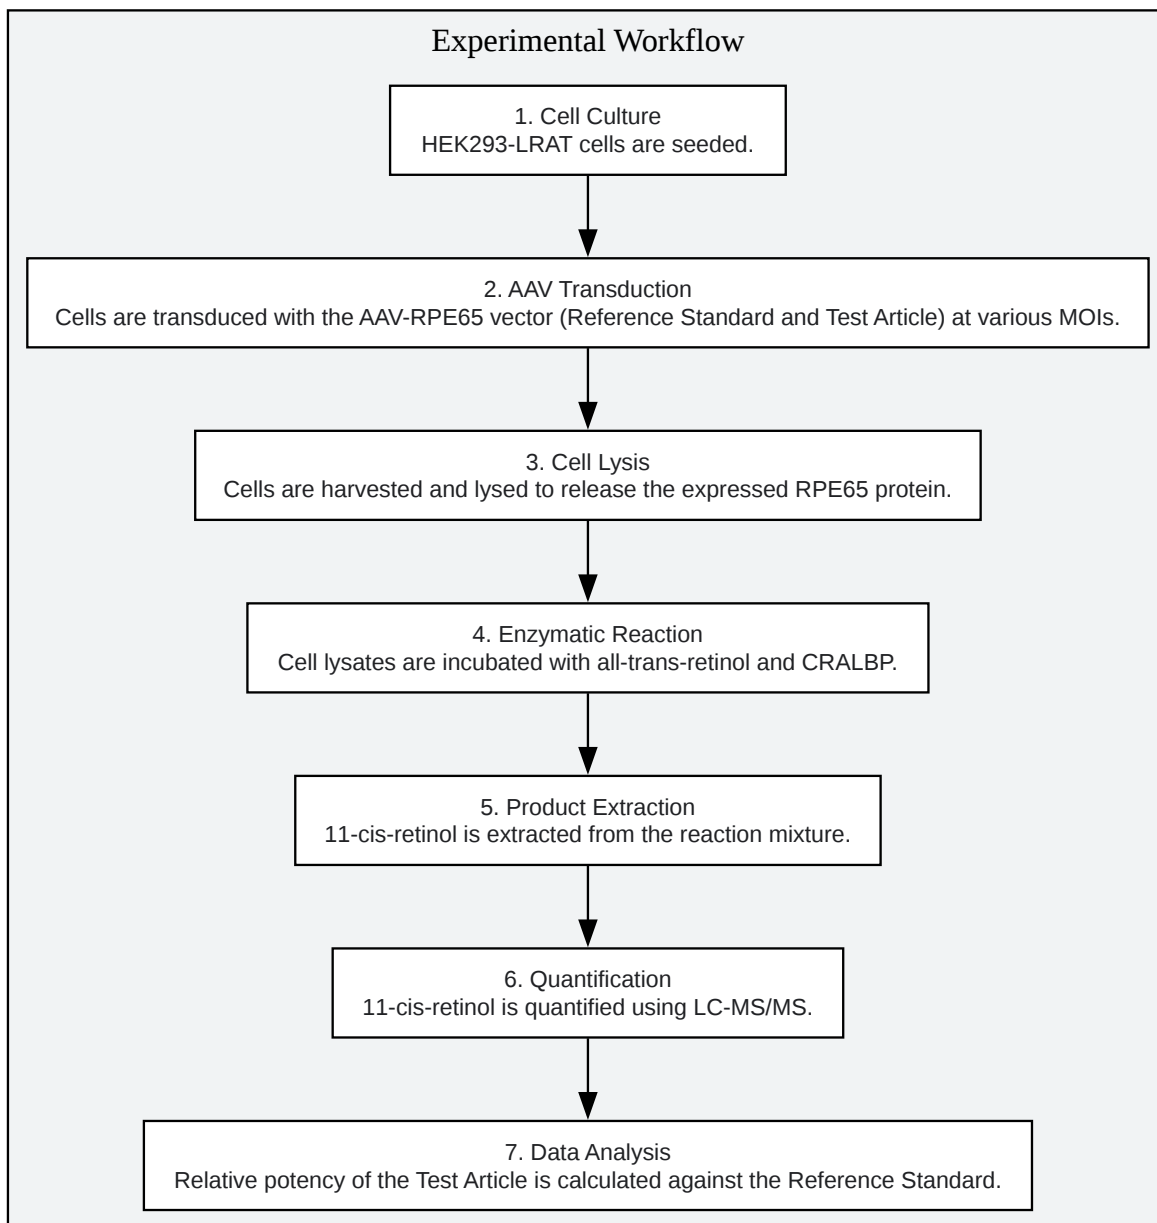 Experimental Workflow
1. Cell Culture
HEK293-LRAT cells are seeded.
2. AAV Transduction
Cells are transduced with the AAV-RPE65 vector (Reference Standard and Test Article) at various MOIs.
3. Cell Lysis
Cells are harvested and lysed to release the expressed RPE65 protein.
4. Enzymatic Reaction
Cell lysates are incubated with all-trans-retinol and CRALBP.
5. Product Extraction
11-cis-retinol is extracted from the reaction mixture.
6. Quantification
11-cis-retinol is quantified using LC-MS/MS.
7. Data Analysis
Relative potency of the Test Article is calculated against the Reference Standard.